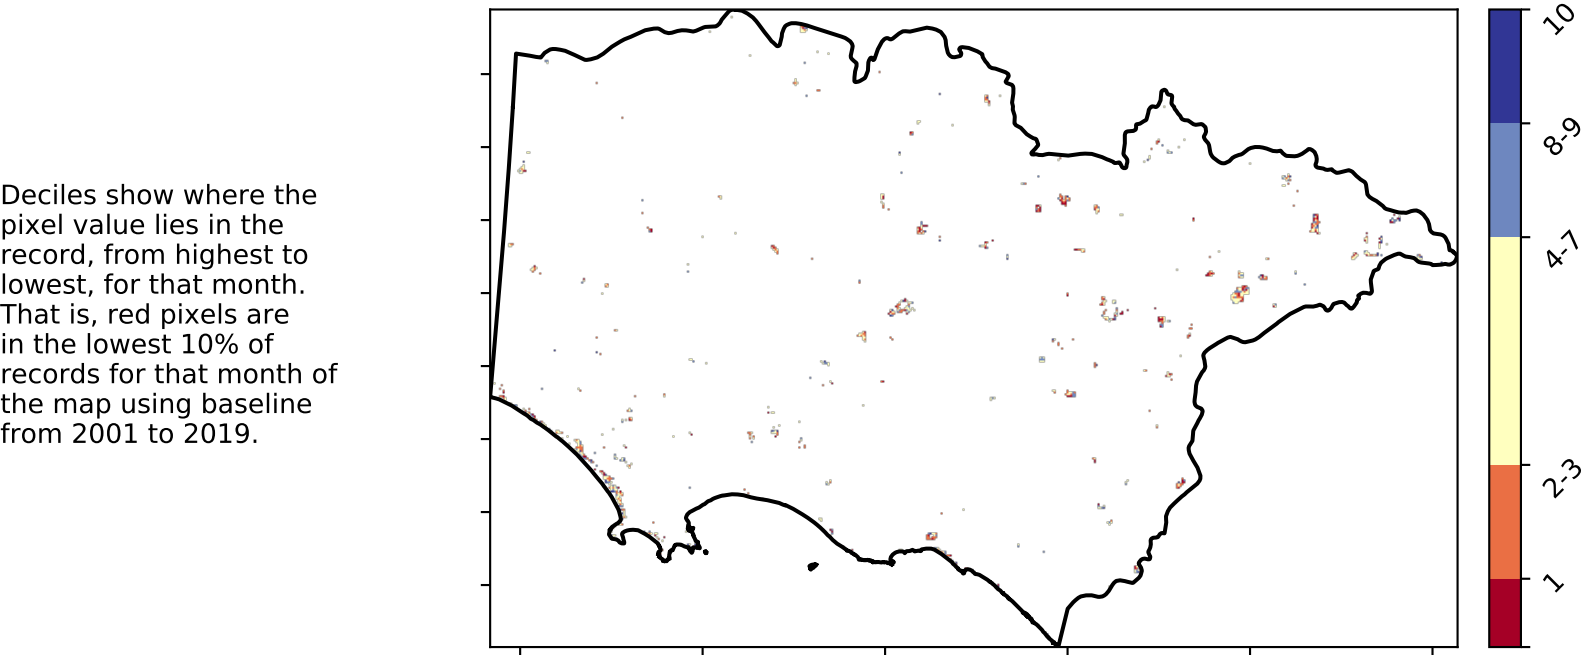 Deciles show where the
pixel value lies in the
record, from highest to
lowest, for that month.
That is, red pixels are
in the lowest 10% of
records for that month of
the map using baseline
from 2001 to 2019.
10
8-9
4-7
2-3
1